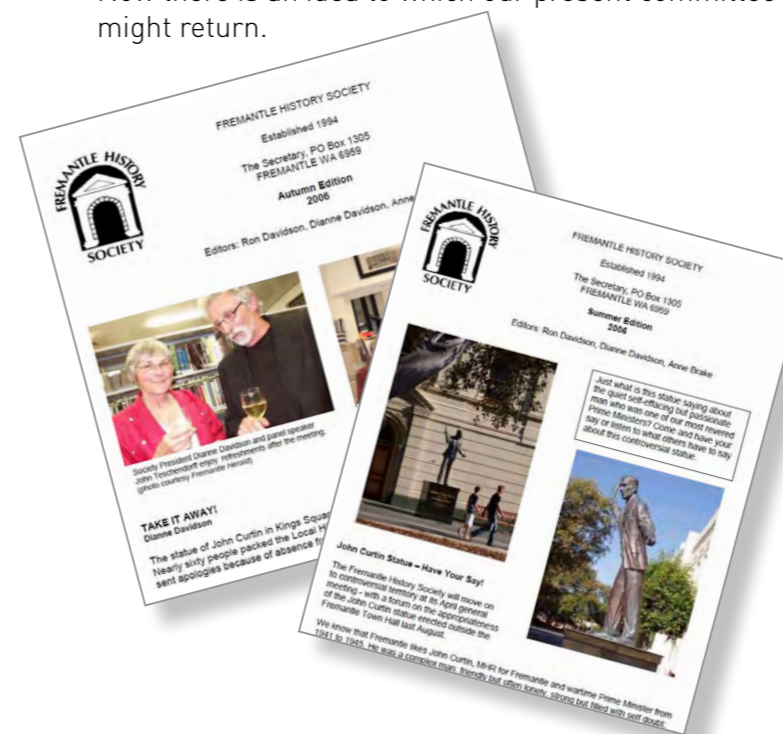 might return.
FREMANTLE HISTORY
SOCIETY
FREMANTLE HISTORY SOCIETY
Established 1994
The Secretary, PO Box 1305
FREMANTLE WA 6959
Autumn Edition
2006
Editors: Ron Davidson, Dianne Davidson, Anne
Society President Dianne Davidson and panel speaker
John Teschendorff enjoy refreshments after the meeting.
(photo courtesy Fremantle Herald)
TAKE IT AWAY!
Dianne Davidson
The statue of John Curtin in Kings Squar
Nearly sixty people packed the Local H
sent apologies because of absence fr
FREMANTLE HISTORY
SOCIETY
FREMANTLE HISTORY SOCIETY
Established 1994
The Secretary, PO Box 1305
FREMANTLE WA 6959
Summer Edition
2006
Editors: Ron Davidson, Dianne Davidson, Anne Brake
Just what is this statue saying about
the quiet self-effacing but passionate
man who was one of our most revered
Prime Ministers? Come and have your
say or listen to what others have to say
about this controversial statue.
John Curtin Statue – Have Your Say!
The Fremantle History Society will move on
to controversial territory at its April general
meeting - with a forum on the appropriateness
of the John Curtin statue erected outside the
Fremantle Town Hall last August.
We know that Fremantle likes John Curtin, MHR for Fremantle and wartime Prime Minister from
1941 to 1945. He was a complex man, friendly but often lonely, strong but filled with self doubt,